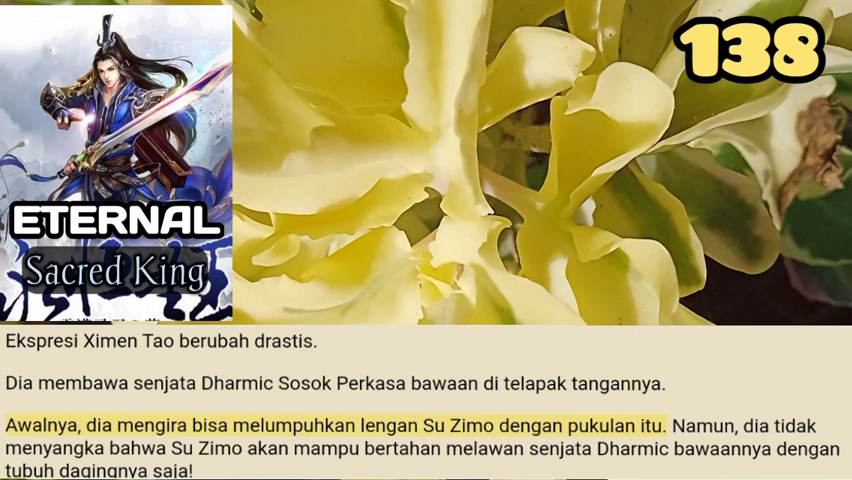 138
ETERNAL
Sacred King
Ekspresi Ximen Tao berubah drastis.
Dia membawa senjata Dharmic Sosok Perkasa bawaan di telapak tangannya.
Awalnya, dia mengira bisa melumpuhkan lengan Su Zimo dengan pukulan itu. Namun, dia tidak
menyangka bahwa Su Zimo akan mampu bertahan melawan senjata Dharmic bawaannya dengan
tubuh dagingnya saja!